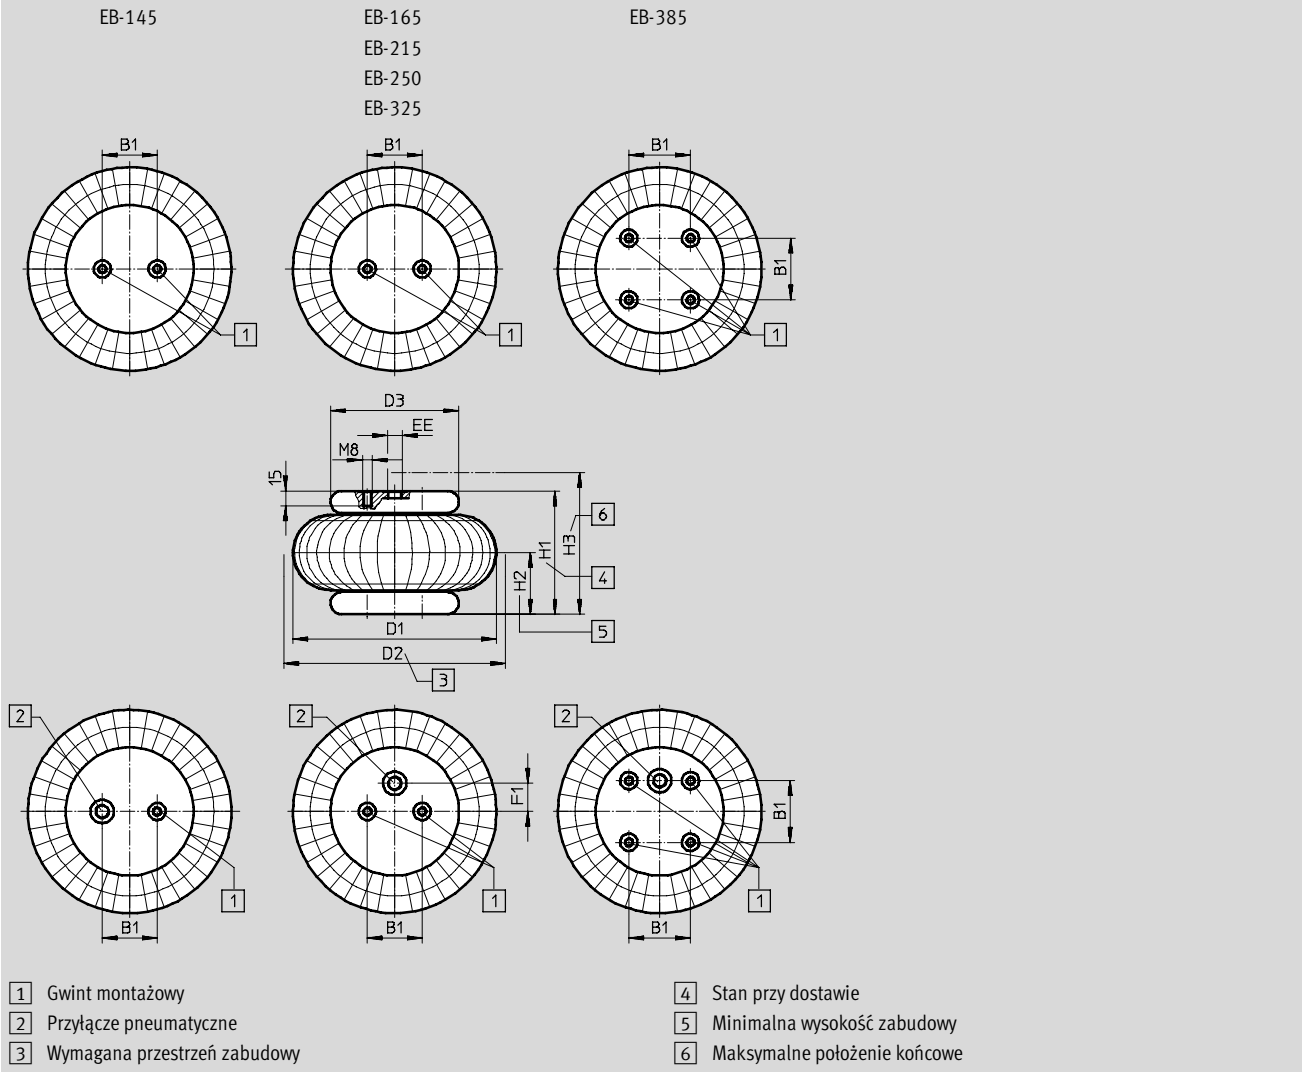 EB-145
EB-165
EB-385
EB-215
EB-250
EB-325
B1
B1
B1
B1
1
1
1
D3
EE
M8
15
6
H3
H1
4
H2
5
D1
D2
3
2
2
2
F1
B1
1
1
1
B1
B1
B1
1 Gwint montażowy
2 Przyłącze pneumatyczne
3 Wymagana przestrzeń zabudowy
4 Stan przy dostawie
5 Minimalna wysokość zabudowy
6 Maksymalne położenie końcowe